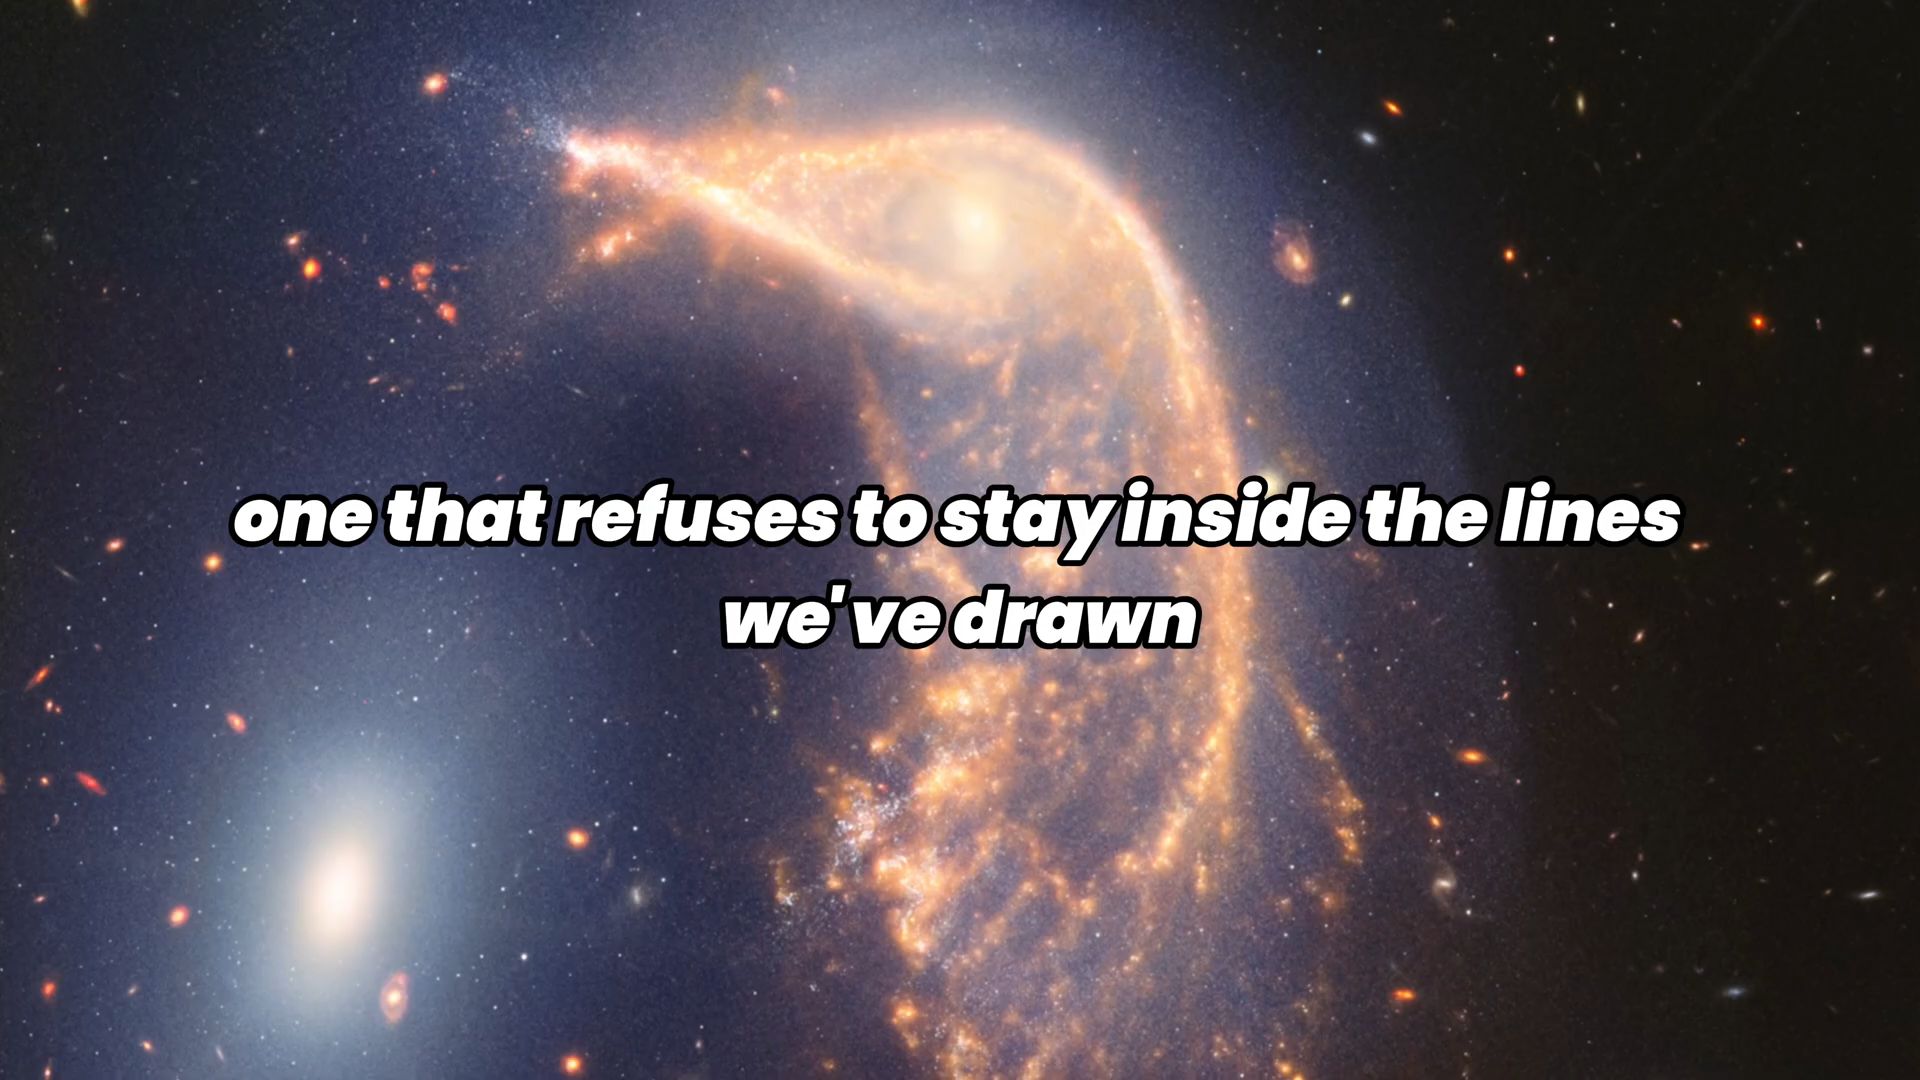 one that refuses to stay inside the lines
we've drawn